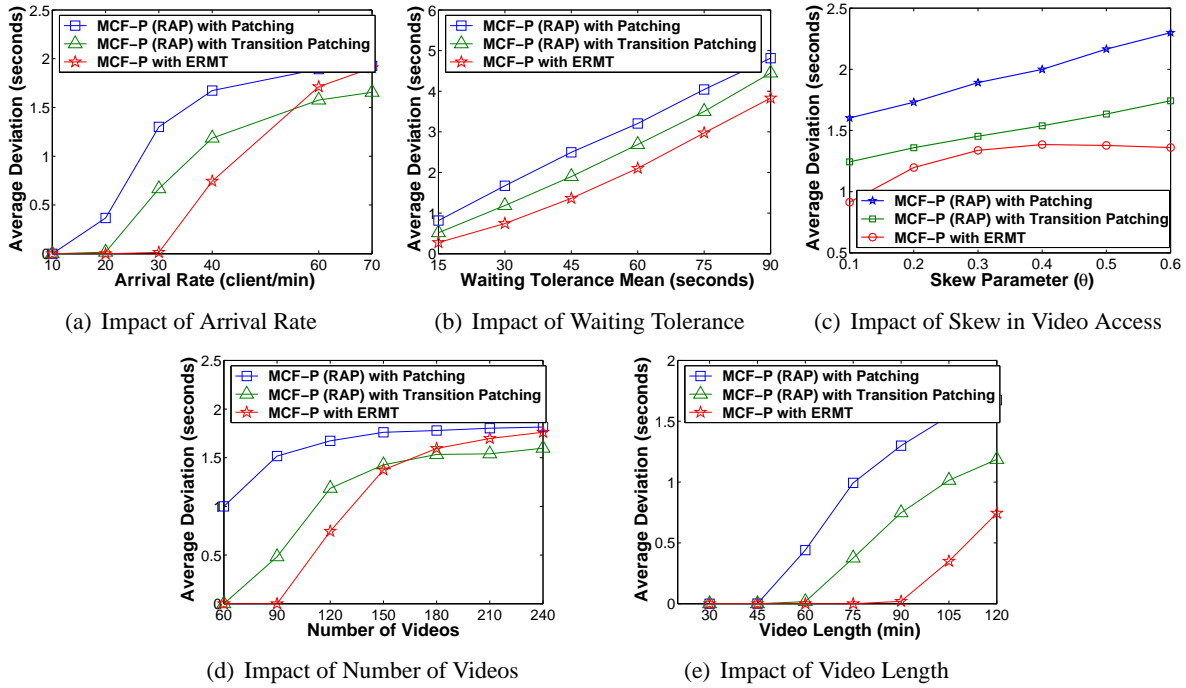 2.5
2
1.5
1
0.5
0
Average Deviation (seconds)
MCF−P (RAP) with Patching
MCF−P (RAP) with Transition Patching
MCF−P with ERMT
10 20 30 40 60 70
Arrival Rate (client/min)
(a) Impact of Arrival Rate
6
5
4
3
2
1
0
Average Deviation (seconds)
MCF−P (RAP) with Patching
MCF−P (RAP) with Transition Patching
MCF−P with ERMT
15 30 45 60 75 90
Waiting Tolerance Mean (seconds)
(b) Impact of Waiting Tolerance
2.5
2
1.5
1
0.5
Average Deviation (seconds)
MCF−P (RAP) with Patching
MCF−P (RAP) with Transition Patching
MCF−P with ERMT
0.1 0.2 0.3 0.4 0.5 0.6
Skew Parameter (θ)
(c) Impact of Skew in Video Access
2.5
2
1.5
1
0.5
0
Average Deviation (seconds)
MCF−P (RAP) with Patching
MCF−P (RAP) with Transition Patching
MCF−P with ERMT
60 90 120 150 180 210 240
Number of Videos
(d) Impact of Number of Videos
2
1.5
1
0.5
0
Average Deviation (seconds)
MCF−P (RAP) with Patching
MCF−P (RAP) with Transition Patching
MCF−P with ERMT
30 45 60 75 90 105 120
Video Length (min)
(e) Impact of Video Length